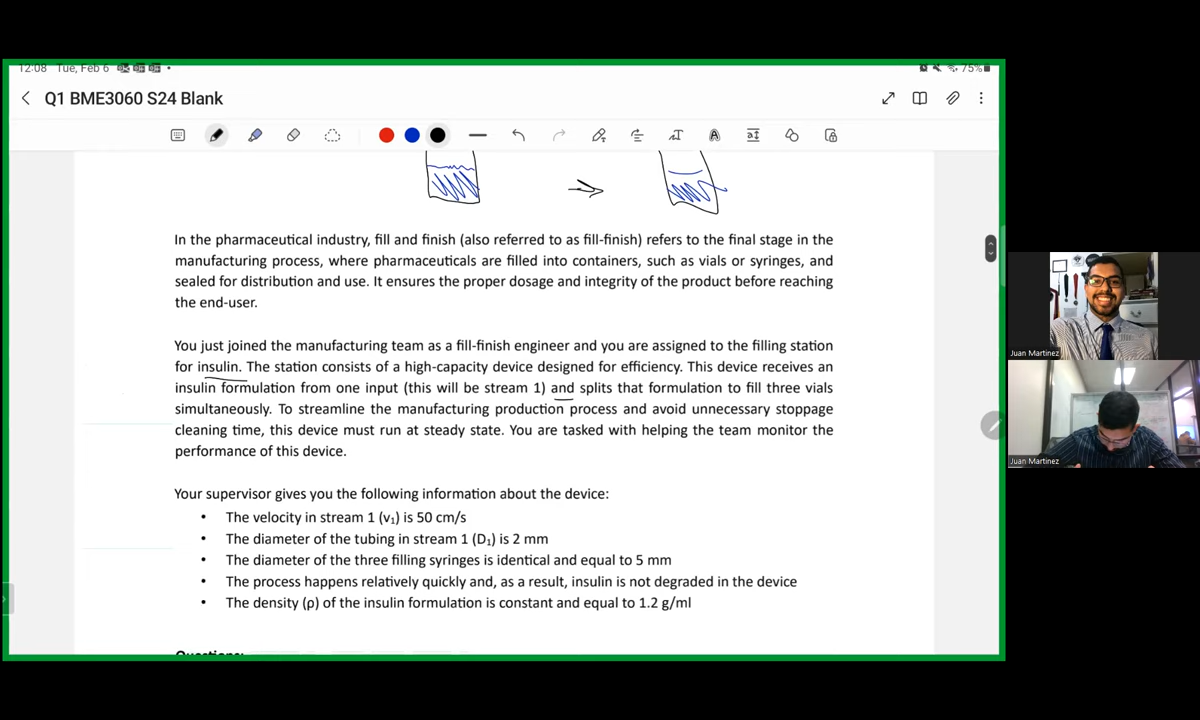 12:08 Tue, Feb 6
75%
Q1 BME3060 S24 Blank
In the pharmaceutical industry, fill and finish (also referred to as fill-finish) refers to the final stage in the
manufacturing process, where pharmaceuticals are filled into containers, such as vials or syringes, and
sealed for distribution and use. It ensures the proper dosage and integrity of the product before reaching
the end-user.
You just joined the manufacturing team as a fill-finish engineer and you are assigned to the filling station
for insulin. The station consists of a high-capacity device designed for efficiency. This device receives an
insulin formulation from one input (this will be stream 1) and splits that formulation to fill three vials
simultaneously. To streamline the manufacturing production process and avoid unnecessary stoppage
cleaning time, this device must run at steady state. You are tasked with helping the team monitor the
performance of this device.
Your supervisor gives you the following information about the device:
• The velocity in stream 1 (v₁) is 50 cm/s
• The diameter of the tubing in stream 1 (D₁) is 2 mm
• The diameter of the three filling syringes is identical and equal to 5 mm
• The process happens relatively quickly and, as a result, insulin is not degraded in the device
• The density (ρ) of the insulin formulation is constant and equal to 1.2 g/ml
Questions:
Juan Martinez
Juan Martinez